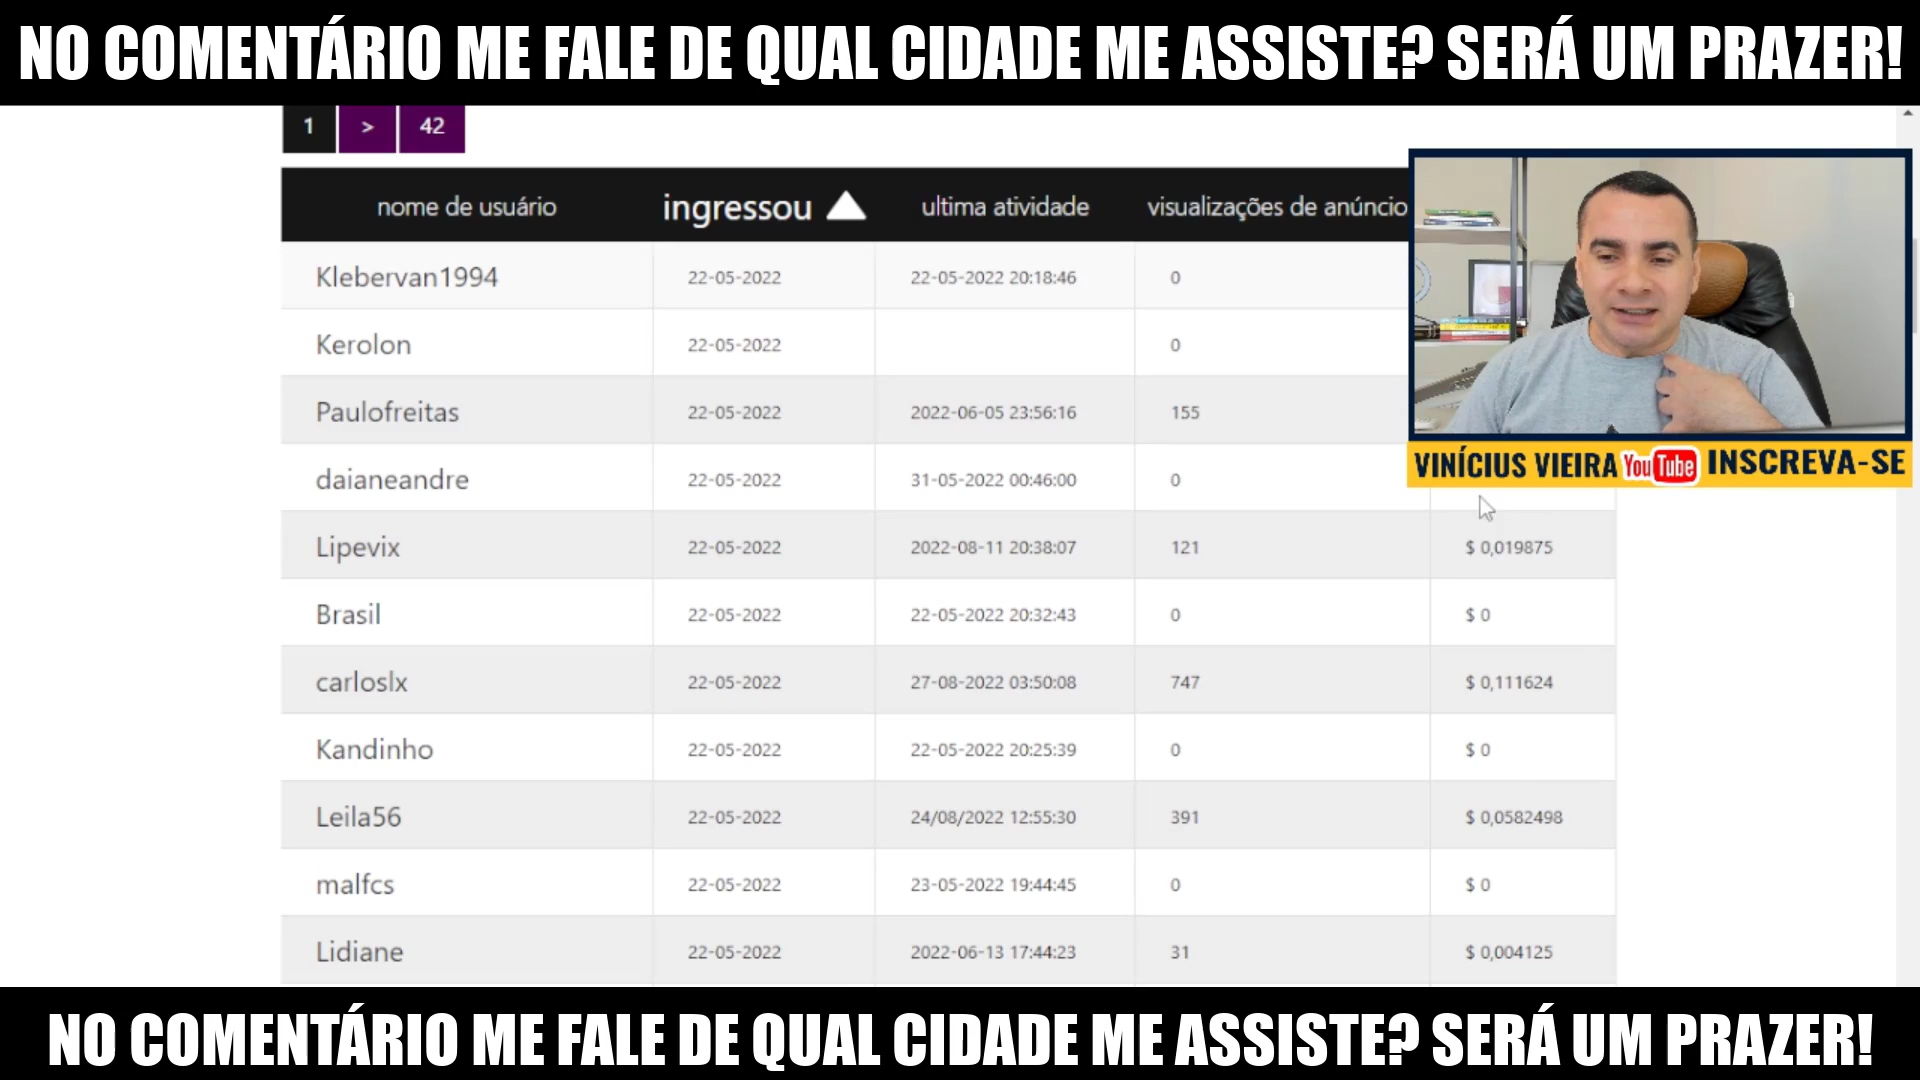 NO COMENTÁRIO ME FALE DE QUAL CIDADE ME ASSISTE? SERÁ UM PRAZER!
1 > 42
nome de usuário ingressou ultima atividade visualizações de anúncio
Klebervan1994 22-05-2022 22-05-2022 20:18:46 0
Kerolon 22-05-2022 0
Paulofreitas 22-05-2022 2022-06-05 23:56:16 155
daianeandre 22-05-2022 31-05-2022 00:46:00 0
VINÍCIUS VIEIRA YouTube INSCREVA-SE
Lipevix 22-05-2022 2022-08-11 20:38:07 121 $ 0,019875
Brasil 22-05-2022 22-05-2022 20:32:43 0 $ 0
carloslx 22-05-2022 27-08-2022 03:50:08 747 $ 0,111624
Kandinho 22-05-2022 22-05-2022 20:25:39 0 $ 0
Leila56 22-05-2022 24/08/2022 12:55:30 391 $ 0,0582498
malfcs 22-05-2022 23-05-2022 19:44:45 0 $ 0
Lidiane 22-05-2022 2022-06-13 17:44:23 31 $ 0,004125
NO COMENTÁRIO ME FALE DE QUAL CIDADE ME ASSISTE? SERÁ UM PRAZER!